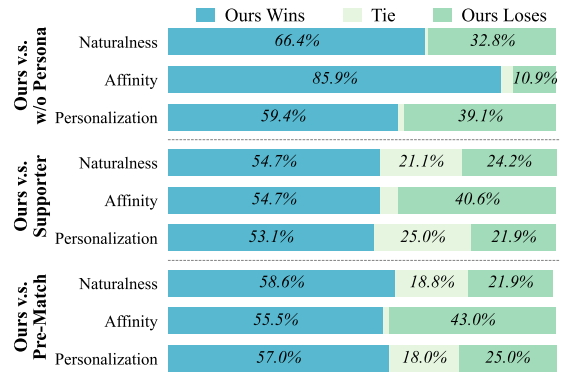 Ours Wins Tie Ours Loses
Ours v.s.
w/o Persona
Naturalness 66.4% 32.8%
Affinity 85.9% 10.9%
Personalization 59.4% 39.1%
Ours v.s.
Supporter
Naturalness 54.7% 21.1% 24.2%
Affinity 54.7% 40.6%
Personalization 53.1% 25.0% 21.9%
Ours v.s.
Pre-Match
Naturalness 58.6% 18.8% 21.9%
Affinity 55.5% 43.0%
Personalization 57.0% 18.0% 25.0%